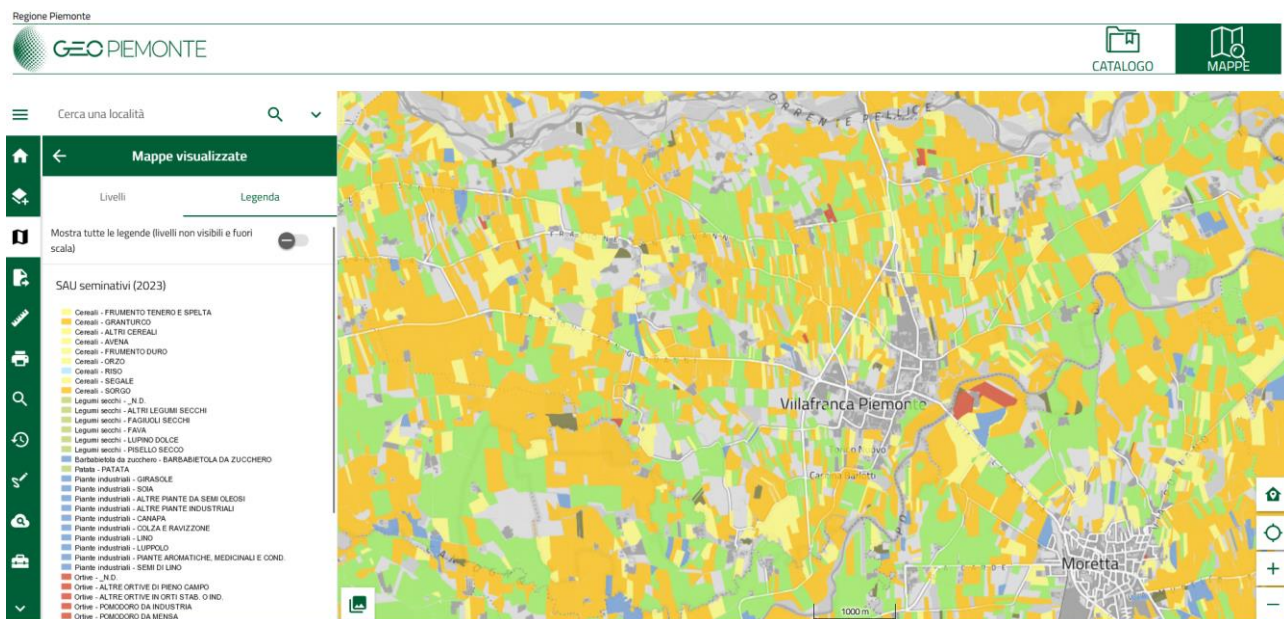 Regione Piemonte
GEO PIEMONTE
CATALOGO
MAPPE
Cerca una località
Mappe visualizzate
Livelli
Legenda
Mostra tutte le legende (livelli non visibili e fuori
scala)
SAU seminativi (2023)
Cereali - FRUMENTO TENERO E SPELTA
Cereali - GRANTURCO
Cereali - ALTRI CEREALI
Cereali - AVENA
Cereali - FRUMENTO DURO
Cereali - ORZO
Cereali - RISO
Cereali - SEGALE
Cereali - SORGO
Legumi secchi - _N.D.
Legumi secchi - ALTRI LEGUMI SECCHI
Legumi secchi - FAGIUOLI SECCHI
Legumi secchi - FAVA
Legumi secchi - LUPINO DOLCE
Legumi secchi - PISELLO SECCO
Barbabietola da zucchero - BARBABIETOLA DA ZUCCHERO
Patata - PATATA
Piante industriali - GIRASOLE
Piante industriali - SOIA
Piante industriali - ALTRE PIANTE DA SEMI OLEOSI
Piante industriali - ALTRE PIANTE INDUSTRIALI
Piante industriali - CANAPA
Piante industriali - COLZA E RAVIZZONE
Piante industriali - LINO
Piante industriali - LUPPOLO
Piante industriali - PIANTE AROMATICHE, MEDICINALI E COND.
Piante industriali - SEMI DI LINO
Ortive - _N.D.
Ortive - ALTRE ORTIVE DI PIENO CAMPO
Ortive - ALTRE ORTIVE IN ORTI STAB. O IND.
Ortive - POMODORO DA INDUSTRIA
Ortive - POMODORO DA MENSA
PELLICE
Villafranca Piemonte
Moretta
1000 m